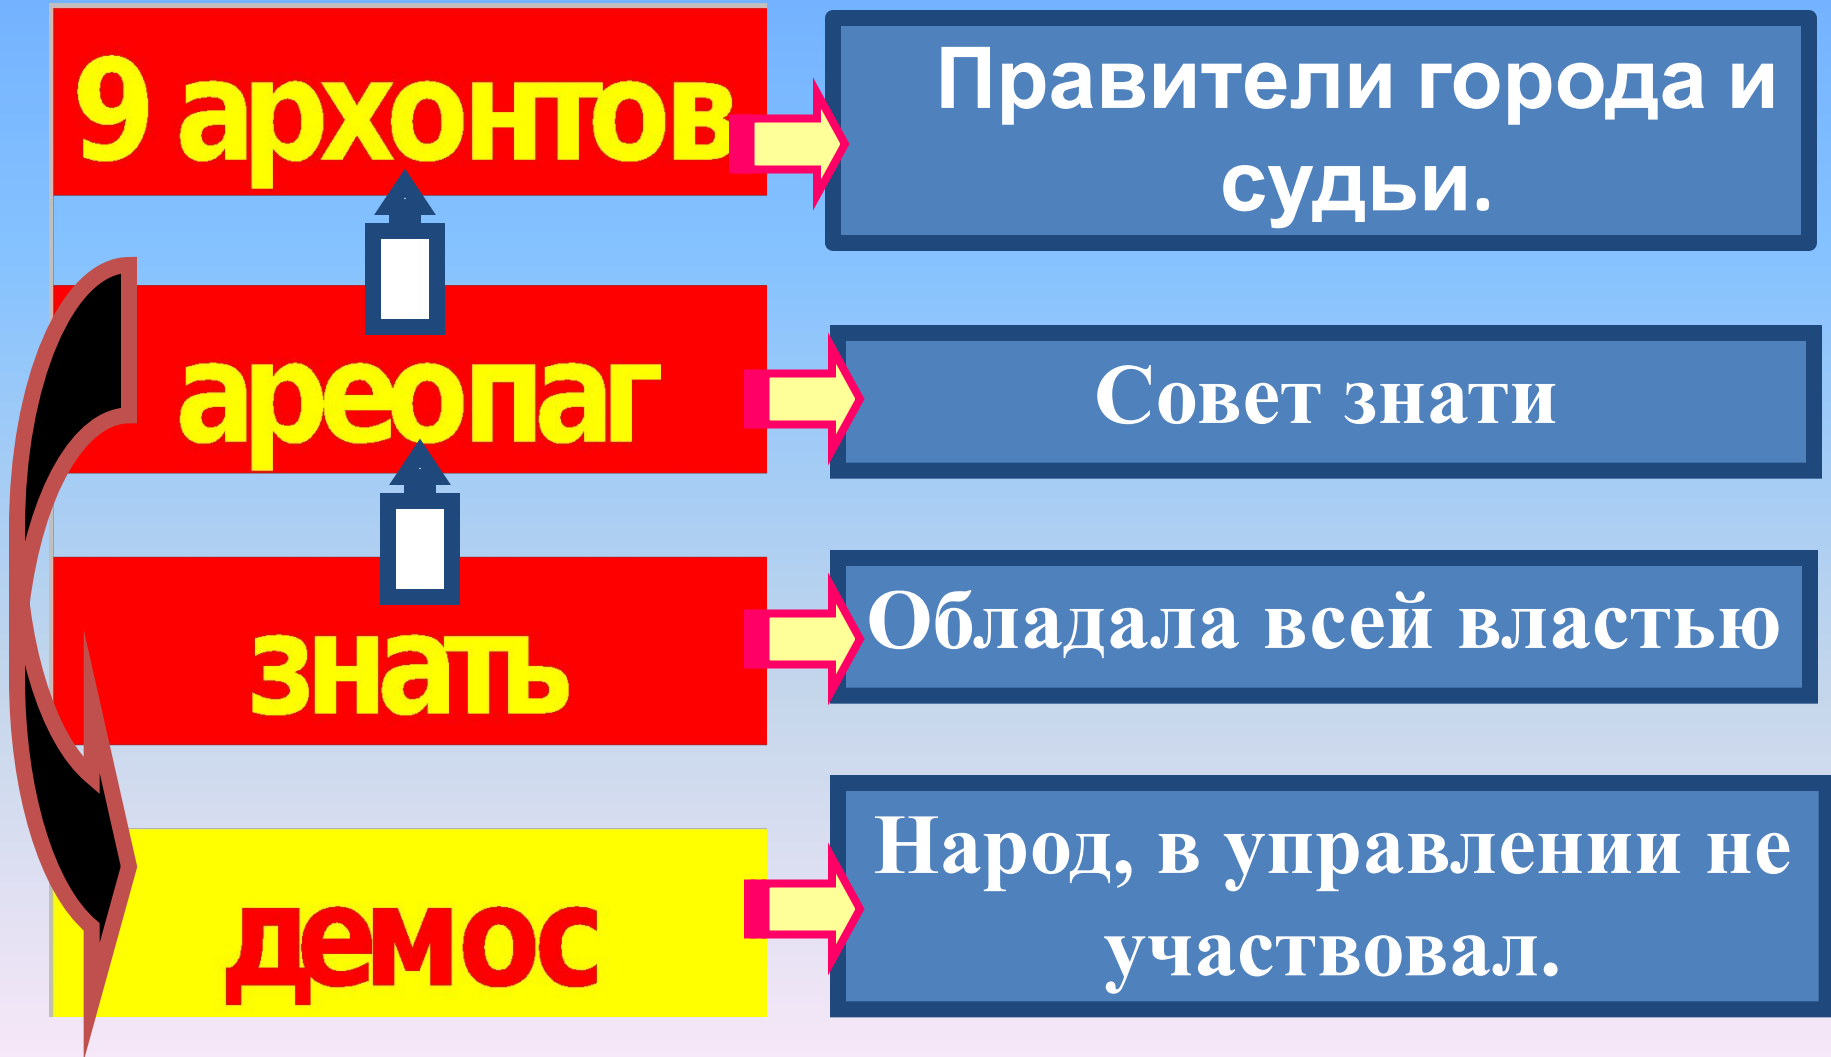 9 архонтов
Правители города и
судьи.
ареопаг
Совет знати
знать
Обладала всей властью
демос
Народ, в управлении не
участвовал.